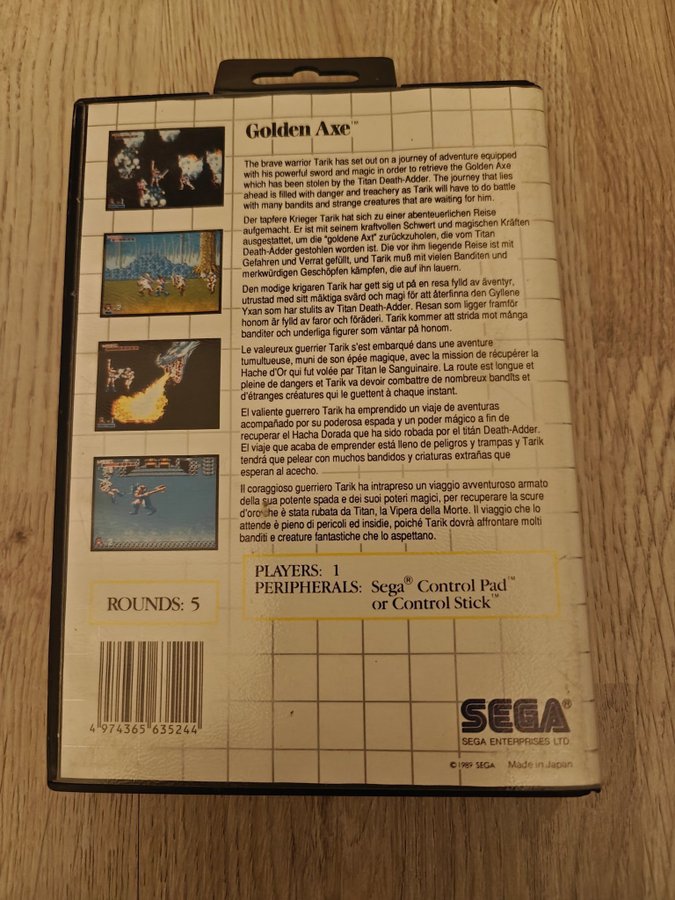 Golden Axe™
The brave warrior Tarik has set out on a journey of adventure equipped
with his powerful sword and magic in order to retrieve the Golden Axe
which has been stolen by the Titan Death-Adder. The journey that lies
ahead is filled with danger and treachery as Tarik will have to do battle
with many bandits and strange creatures that are waiting for him.
Der tapfere Krieger Tarik hat sich zu einer abenteuerlichen Reise
aufgemacht. Er ist mit seinem kraftvollen Schwert und magischen Kräften
ausgestattet, um die "goldene Axt" zurückzuholen, die vom Titan
Death-Adder gestohlen worden ist. Die vor ihm liegende Reise ist mit
Gefahren und Verrat gefüllt, und Tarik muß mit vielen Banditen und
merkwürdigen Geschöpfen kämpfen, die auf ihn lauern.
Den modige krigaren Tarik har gett sig ut på en resa fylld av äventyr,
utrustad med sitt mäktiga svärd och magi för att återfinna den Gyllene
Yxan som har stulits av Titan Death-Adder. Resan som ligger framför
honom är fylld av faror och föräderi. Tarik kommer att strida mot många
banditer och underliga figurer som väntar på honom.
Le valeureux guerrier Tarik s'est embarqué dans une aventure
tumultueuse, muni de son épée magique, avec la mission de récupérer la
Hache d'Or qui fut volée par Titan le Sanguinaire. La route est longue et
pleine de dangers et Tarik va devoir combattre de nombreux bandits et
d'étranges créatures qui le guettent à chaque instant.
El valiente guerrero Tarik ha emprendido un viaje de aventuras
acompañado por su poderosa espada y un poder mágico a fin de
recuperar el Hacha Dorada que ha sido robada por el titán Death-Adder.
El viaje que acaba de emprender está lleno de peligros y trampas y Tarik
tendrá que pelear con muchos bandidos y criaturas extrañas que
esperan al acecho.
Il coraggioso guerriero Tarik ha intrapreso un viaggio avventuroso armato
della sua potente spada e dei suoi poteri magici, per recuperare la scure
d'oro che è stata rubata da Titan, la Vipera della Morte. Il viaggio che lo
attende è pieno di pericoli ed insidie, poiché Tarik dovrà affrontare molti
banditi e creature fantastiche che lo aspettano.
PLAYERS: 1
PERIPHERALS: Sega® Control Pad™
or Control Stick™
ROUNDS: 5
4 974365 635244
SEGA®
SEGA ENTERPRISES LTD.
© 1989 SEGA Made in Japan